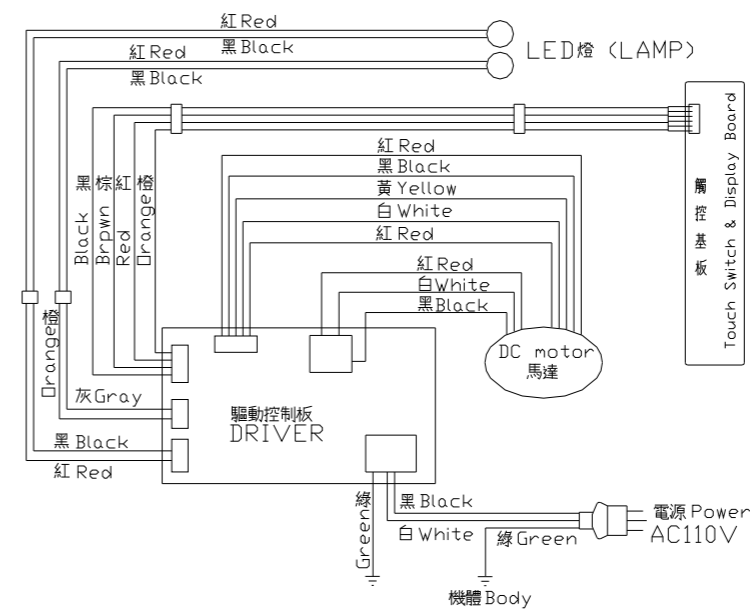 紅 Red
黑 Black
紅 Red
黑 Black
LED燈 (LAMP)
黑 Black
棕 Brpwn
紅 Red
橙 Orange
紅 Red
黑 Black
黃 Yellow
白 White
紅 Red
紅 Red
白 White
黑 Black
觸控基板
Touch Switch & Display Board
DC motor
馬達
橙 Orange
灰 Gray
黑 Black
紅 Red
驅動控制板
DRIVER
綠 Green
黑 Black
白 White
綠 Green
電源 Power
AC110V
機體 Body